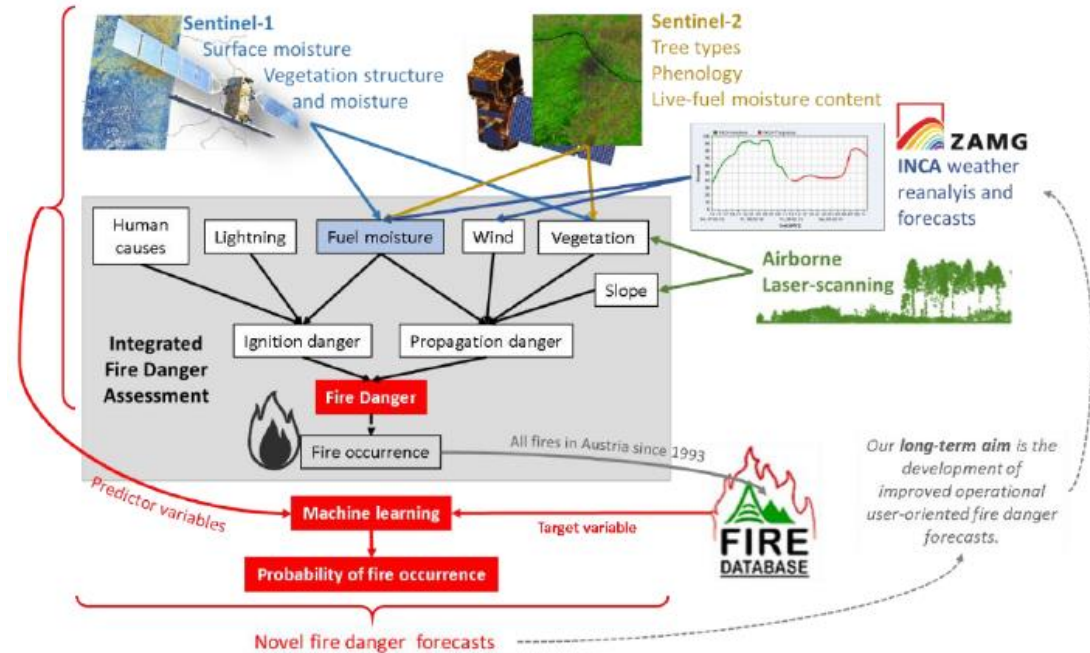 Sentinel-1
Surface moisture
Vegetation structure
and moisture
Sentinel-2
Tree types
Phenology
Live-fuel moisture content
ZAMG
INCA weather
reanalyis and
forecasts
Human
causes
Lightning
Fuel moisture
Wind
Vegetation
Slope
Airborne
Laser-scanning
Ignition danger
Propagation danger
Integrated
Fire Danger
Assessment
Fire Danger
Fire occurrence
All fires in Austria since 1993
Our long-term aim is the
development of
improved operational
user-oriented fire danger
forecasts.
Predictor variables
Machine learning
Target variable
FIRE
DATABASE
Probability of fire occurrence
Novel fire danger forecasts